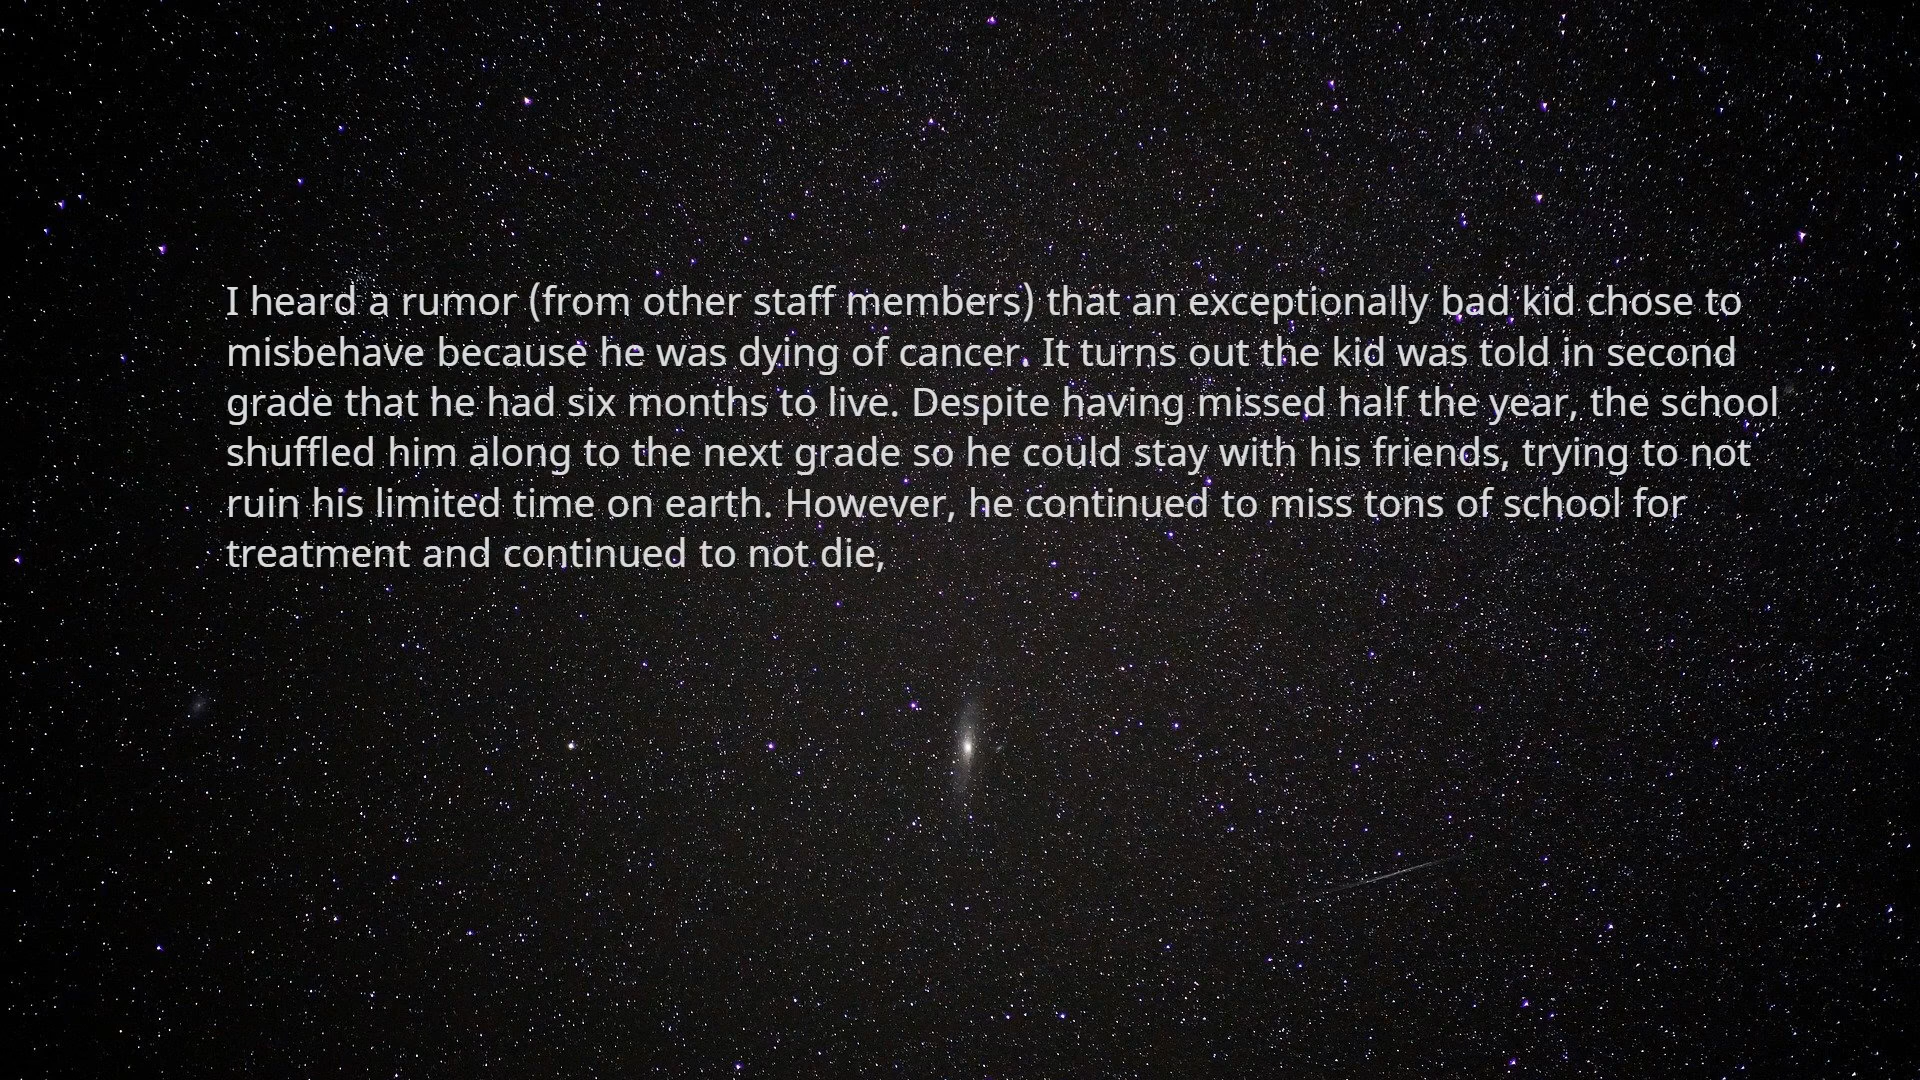 I heard a rumor (from other staff members) that an exceptionally bad kid chose to
misbehave because he was dying of cancer. It turns out the kid was told in second
grade that he had six months to live. Despite having missed half the year, the school
shuffled him along to the next grade so he could stay with his friends, trying to not
ruin his limited time on earth. However, he continued to miss tons of school for
treatment and continued to not die,